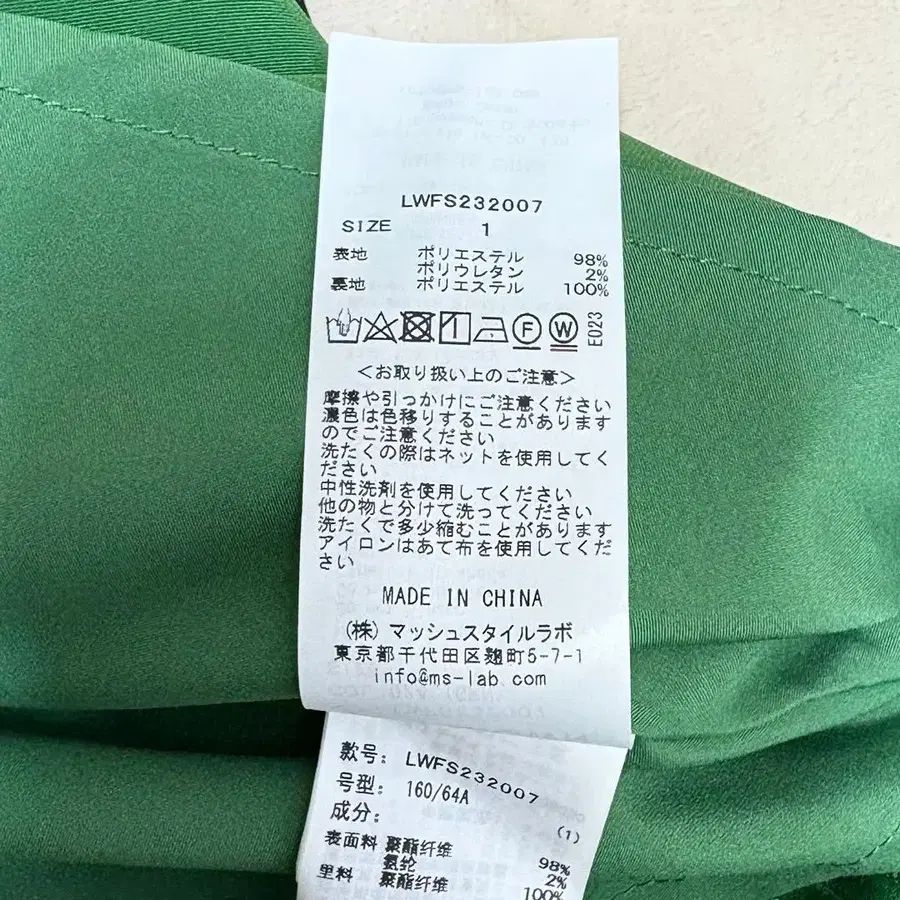 LWFS232007
SIZE 1
表地 ポリエステル 98%
ポリウレタン 2%
裏地 ポリエステル 100%
F W E023
＜お取り扱い上のご注意＞
摩擦や引っかけにご注意ください
濃色は色移りすることがあります
のでご注意ください
洗たくの際はネットを使用してく
ださい
中性洗剤を使用してください
他の物と分けて洗ってください
洗たくで多少縮むことがあります
アイロンはあて布を使用してくだ
さい
MADE IN CHINA
(株) マッシュスタイルラボ
東京都千代田区麹町5-7-1
info@ms-lab.com
款号: LWFS232007
号型: 160/64A
成分:
(1)
表面料 聚酯纤维 98%
氨纶 2%
里料 聚酯纤维 100%